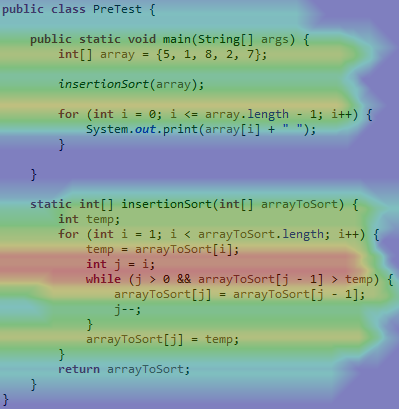 public class PreTest {
public static void main(String[] args) {
int[] array = {5, 1, 8, 2, 7};
insertionSort(array);
for (int i = 0; i <= array.length - 1; i++) {
System.out.print(array[i] + " ");
}
}
static int[] insertionSort(int[] arrayToSort) {
int temp;
for (int i = 1; i < arrayToSort.length; i++) {
temp = arrayToSort[i];
int j = i;
while (j > 0 && arrayToSort[j - 1] > temp) {
arrayToSort[j] = arrayToSort[j - 1];
j--;
}
arrayToSort[j] = temp;
}
return arrayToSort;
}
}